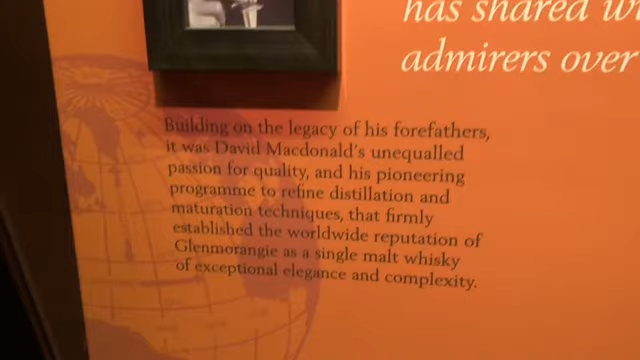 has shared
admirers over
Building on the legacy of his forefathers,
it was David Macdonald's unequalled
passion for quality, and his pioneering
programme to refine distillation and
maturation techniques, that firmly
established the worldwide reputation of
Glenmorangie as a single malt whisky
of exceptional elegance and complexity.